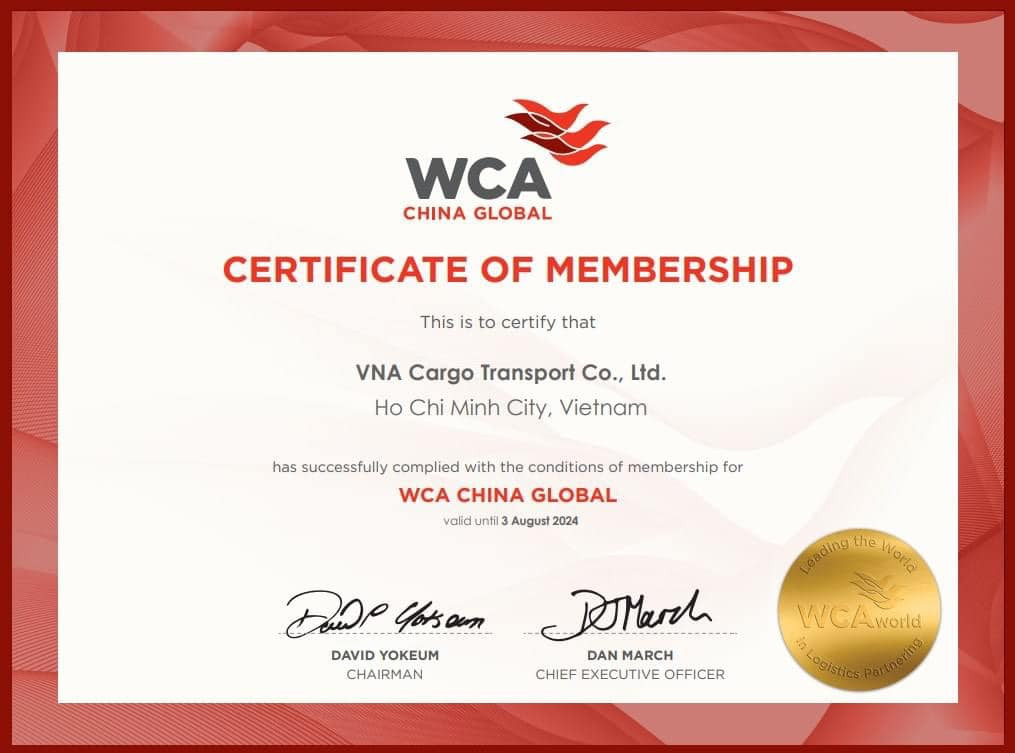 WCA
CHINA GLOBAL
CERTIFICATE OF MEMBERSHIP
This is to certify that
VNA Cargo Transport Co., Ltd.
Ho Chi Minh City, Vietnam
has successfully complied with the conditions of membership for
WCA CHINA GLOBAL
valid until 3 August 2024
DAVID YOKEUM
CHAIRMAN
DJMarch
DAN MARCH
CHIEF EXECUTIVE OFFICER
Leading the World
WCAworld
In Logistics Partnering